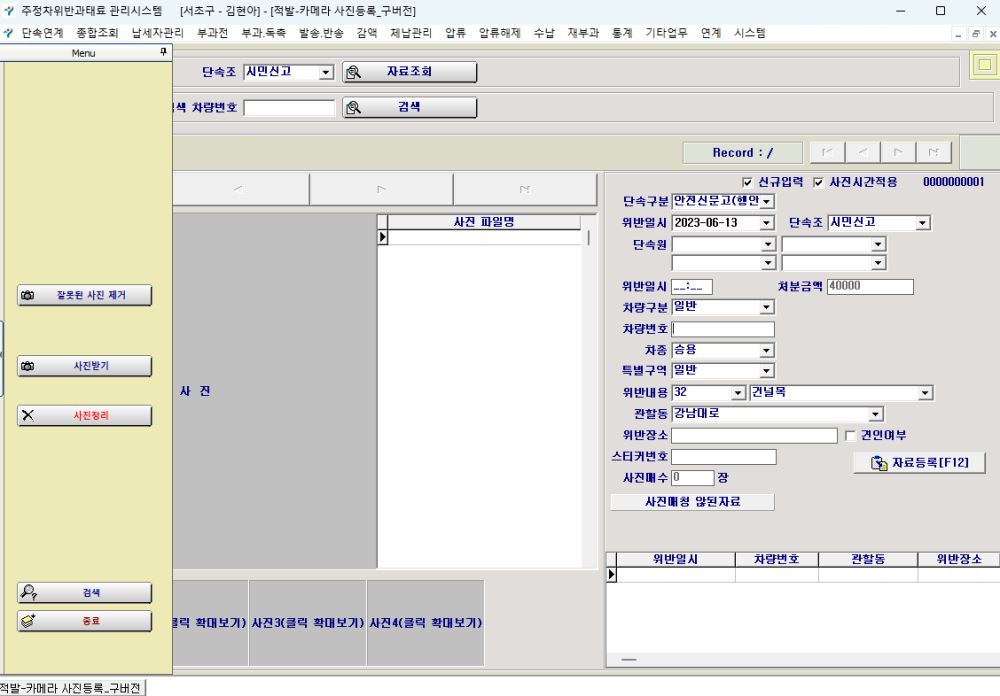 주정차위반과태료 관리시스템 [서초구 - 김현아] - [적발-카메라 사진등록_구버전]
단속연계 종합조회 납세자관리 부과전 부과.독촉 발송.반송 감액 체납관리 압류 압류해제 수납 재부과 통계 기타업무 연계 시스템
Menu
단속조 시민신고 자료조회
색 차량번호 검색
Record : /
신규입력 사진시간적용 0000000001
단속구분 안전신문고(행안
위반일시 2023-06-13 단속조 시민신고
단속원
위반일시 __:__ 처분금액 40000
차량구분 일반
차량번호
차종 승용
특별구역 일반
위반내용 32 건널목
관할동 강남대로
위반장소 견인여부
스티커번호
자료등록[F12]
사진매수 0 장
사진매칭 않된자료
위반일시 차량번호 관할동 위반장소
사진 파일명
사 진
클릭 확대보기) 사진3(클릭 확대보기) 사진4(클릭 확대보기)
잘못된 사진 제거
사진받기
사진정리
검색
종료
적발-카메라 사진등록_구버전